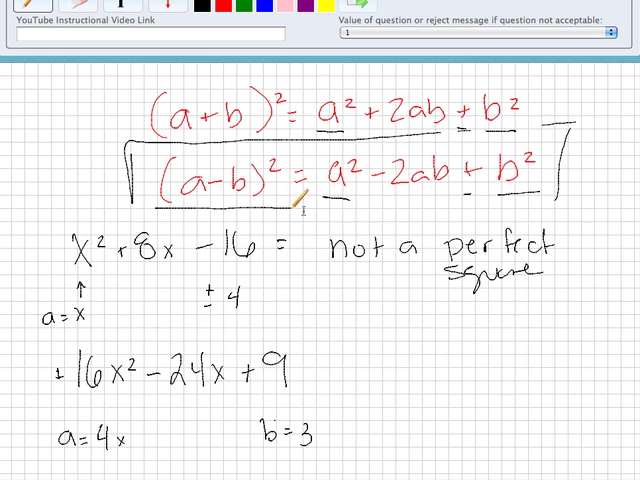 YouTube Instructional Video Link
Value of question or reject message if question not acceptable:
1
(a+b)² = a² + 2ab + b²
(a-b)² = a² - 2ab + b²
x² + 8x - 16 = not a perfect
square
± 4
a = x
+16x² - 24x + 9
a = 4x b = 3